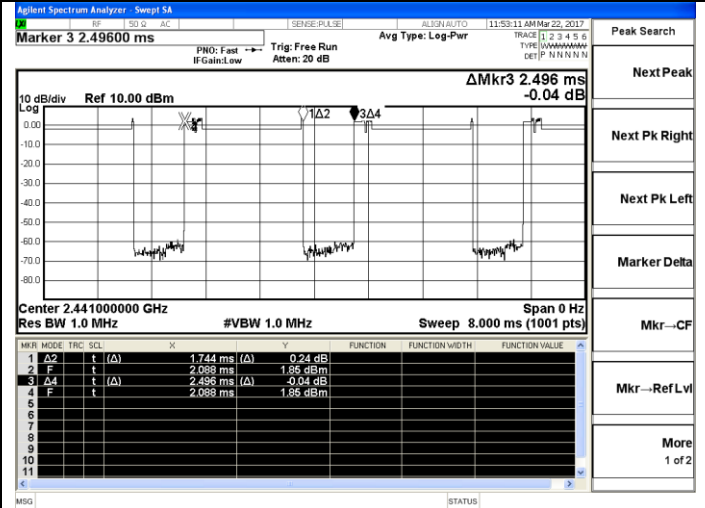 Agilent Spectrum Analyzer - Swept SA
RF 50 Ω AC SENSE:PULSE ALIGN AUTO 11:53:11 AM Mar 22, 2017
Marker 3 2.49600 ms
PNO: Fast
IFGain:Low
Trig: Free Run
Atten: 20 dB
Avg Type: Log-Pwr
TRACE 1 2 3 4 5 6
TYPE
DET P N N N N N
Peak Search
Next Peak
Next Pk Right
Next Pk Left
Marker Delta
Mkr→CF
Mkr→Ref Lvl
More
1 of 2
ΔMkr3 2.496 ms
-0.04 dB
10 dB/div Ref 10.00 dBm
Log
1Δ2 3Δ4
0.00
-10.0
-20.0
-30.0
-40.0
-50.0
-60.0
-70.0
-80.0
Center 2.441000000 GHz Span 0 Hz
Res BW 1.0 MHz #VBW 1.0 MHz Sweep 8.000 ms (1001 pts)
MKR MODE TRC SCL X Y FUNCTION FUNCTION WIDTH FUNCTION VALUE
1 Δ2 t (Δ) 1.744 ms (Δ) 0.24 dB
2 F t 2.088 ms 1.85 dBm
3 Δ4 t (Δ) 2.496 ms (Δ) -0.04 dB
4 F t 2.088 ms 1.85 dBm
5
6
7
8
9
10
11
MSG STATUS